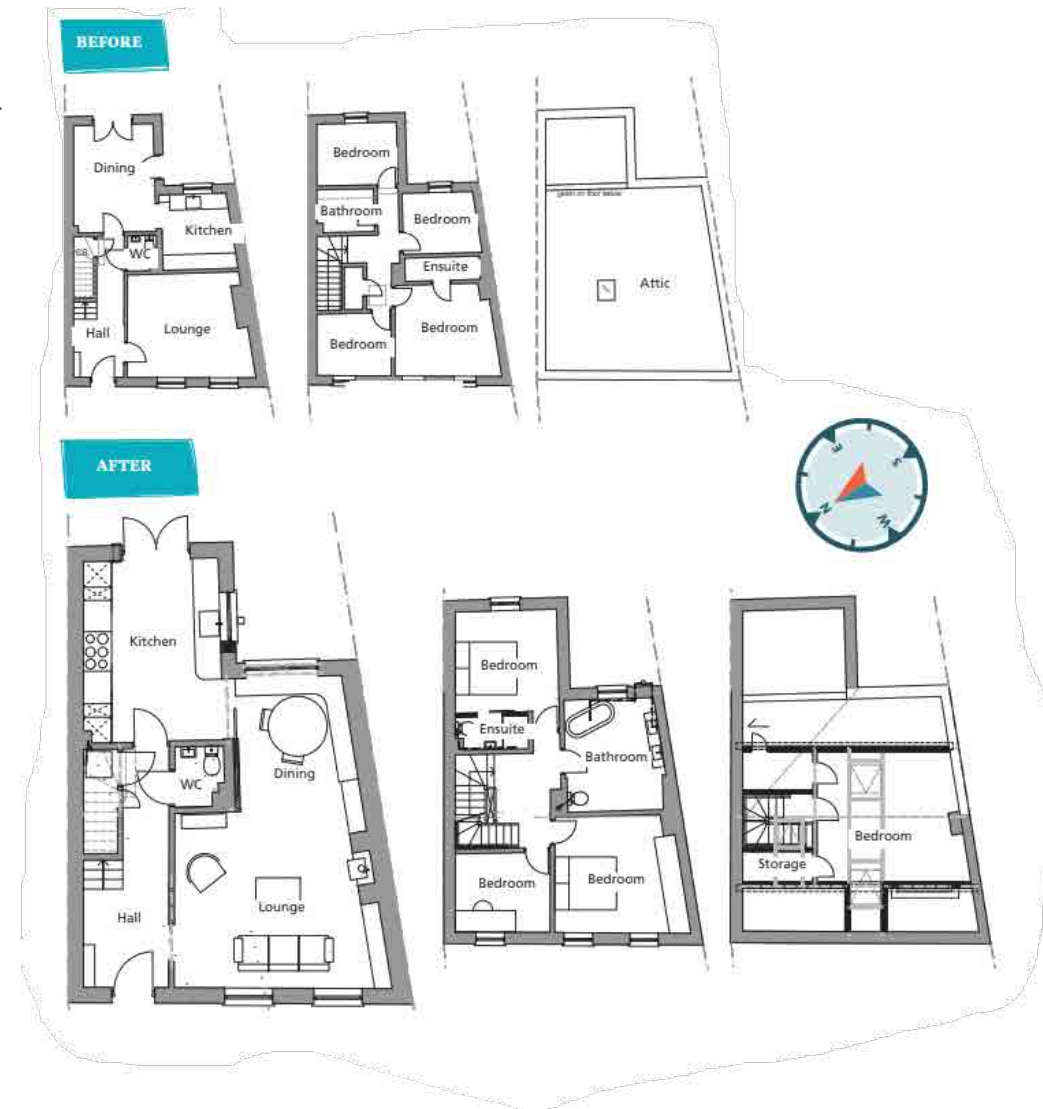 BEFORE
Dining
Kitchen
WC
Hall
Lounge
Bedroom
Bathroom
Bedroom
Ensuite
Bedroom
Bedroom
Attic
AFTER
E
S
N
W
Kitchen
Dining
WC
Lounge
Hall
Bedroom
Ensuite
Bathroom
Bedroom
Bedroom
Bedroom
Storage